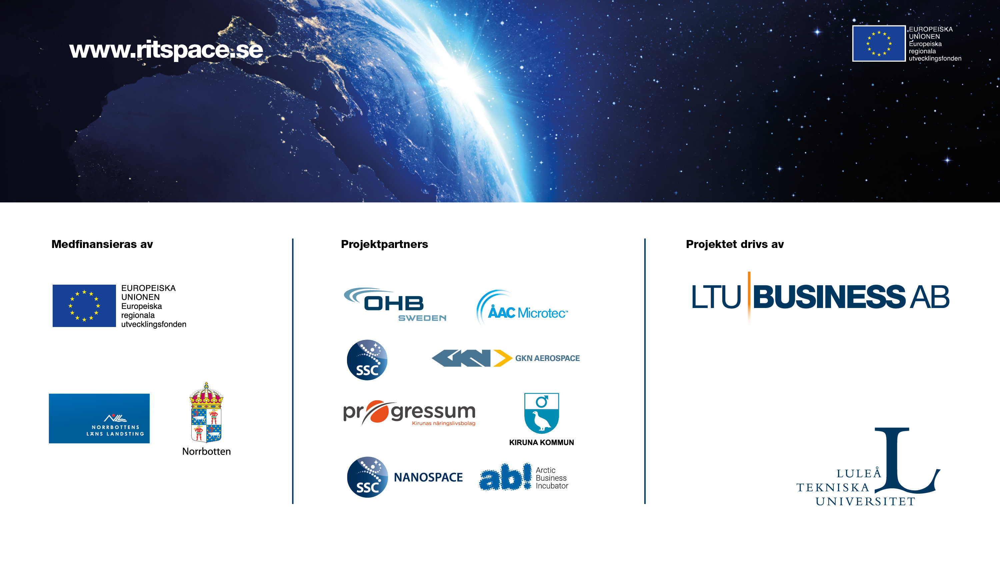 www.ritspace.se
EUROPEISKA
UNIONEN
Europeiska
regionala
utvecklingsfonden
Medfinansieras av
EUROPEISKA
UNIONEN
Europeiska
regionala
utvecklingsfonden
NORRBOTTENS
LÄNS LANDSTING
Norrbotten
Projektpartners
OHB
SWEDEN
ÅAC Microtec™
SSC
GKN GKN AEROSPACE
progressum
Kirunas näringslivsbolag
KIRUNA KOMMUN
SSC NANOSPACE
ab! Arctic
Business
Incubator
Projektet drivs av
LTU BUSINESS AB
L
LULEÅ
TEKNISKA
UNIVERSITET